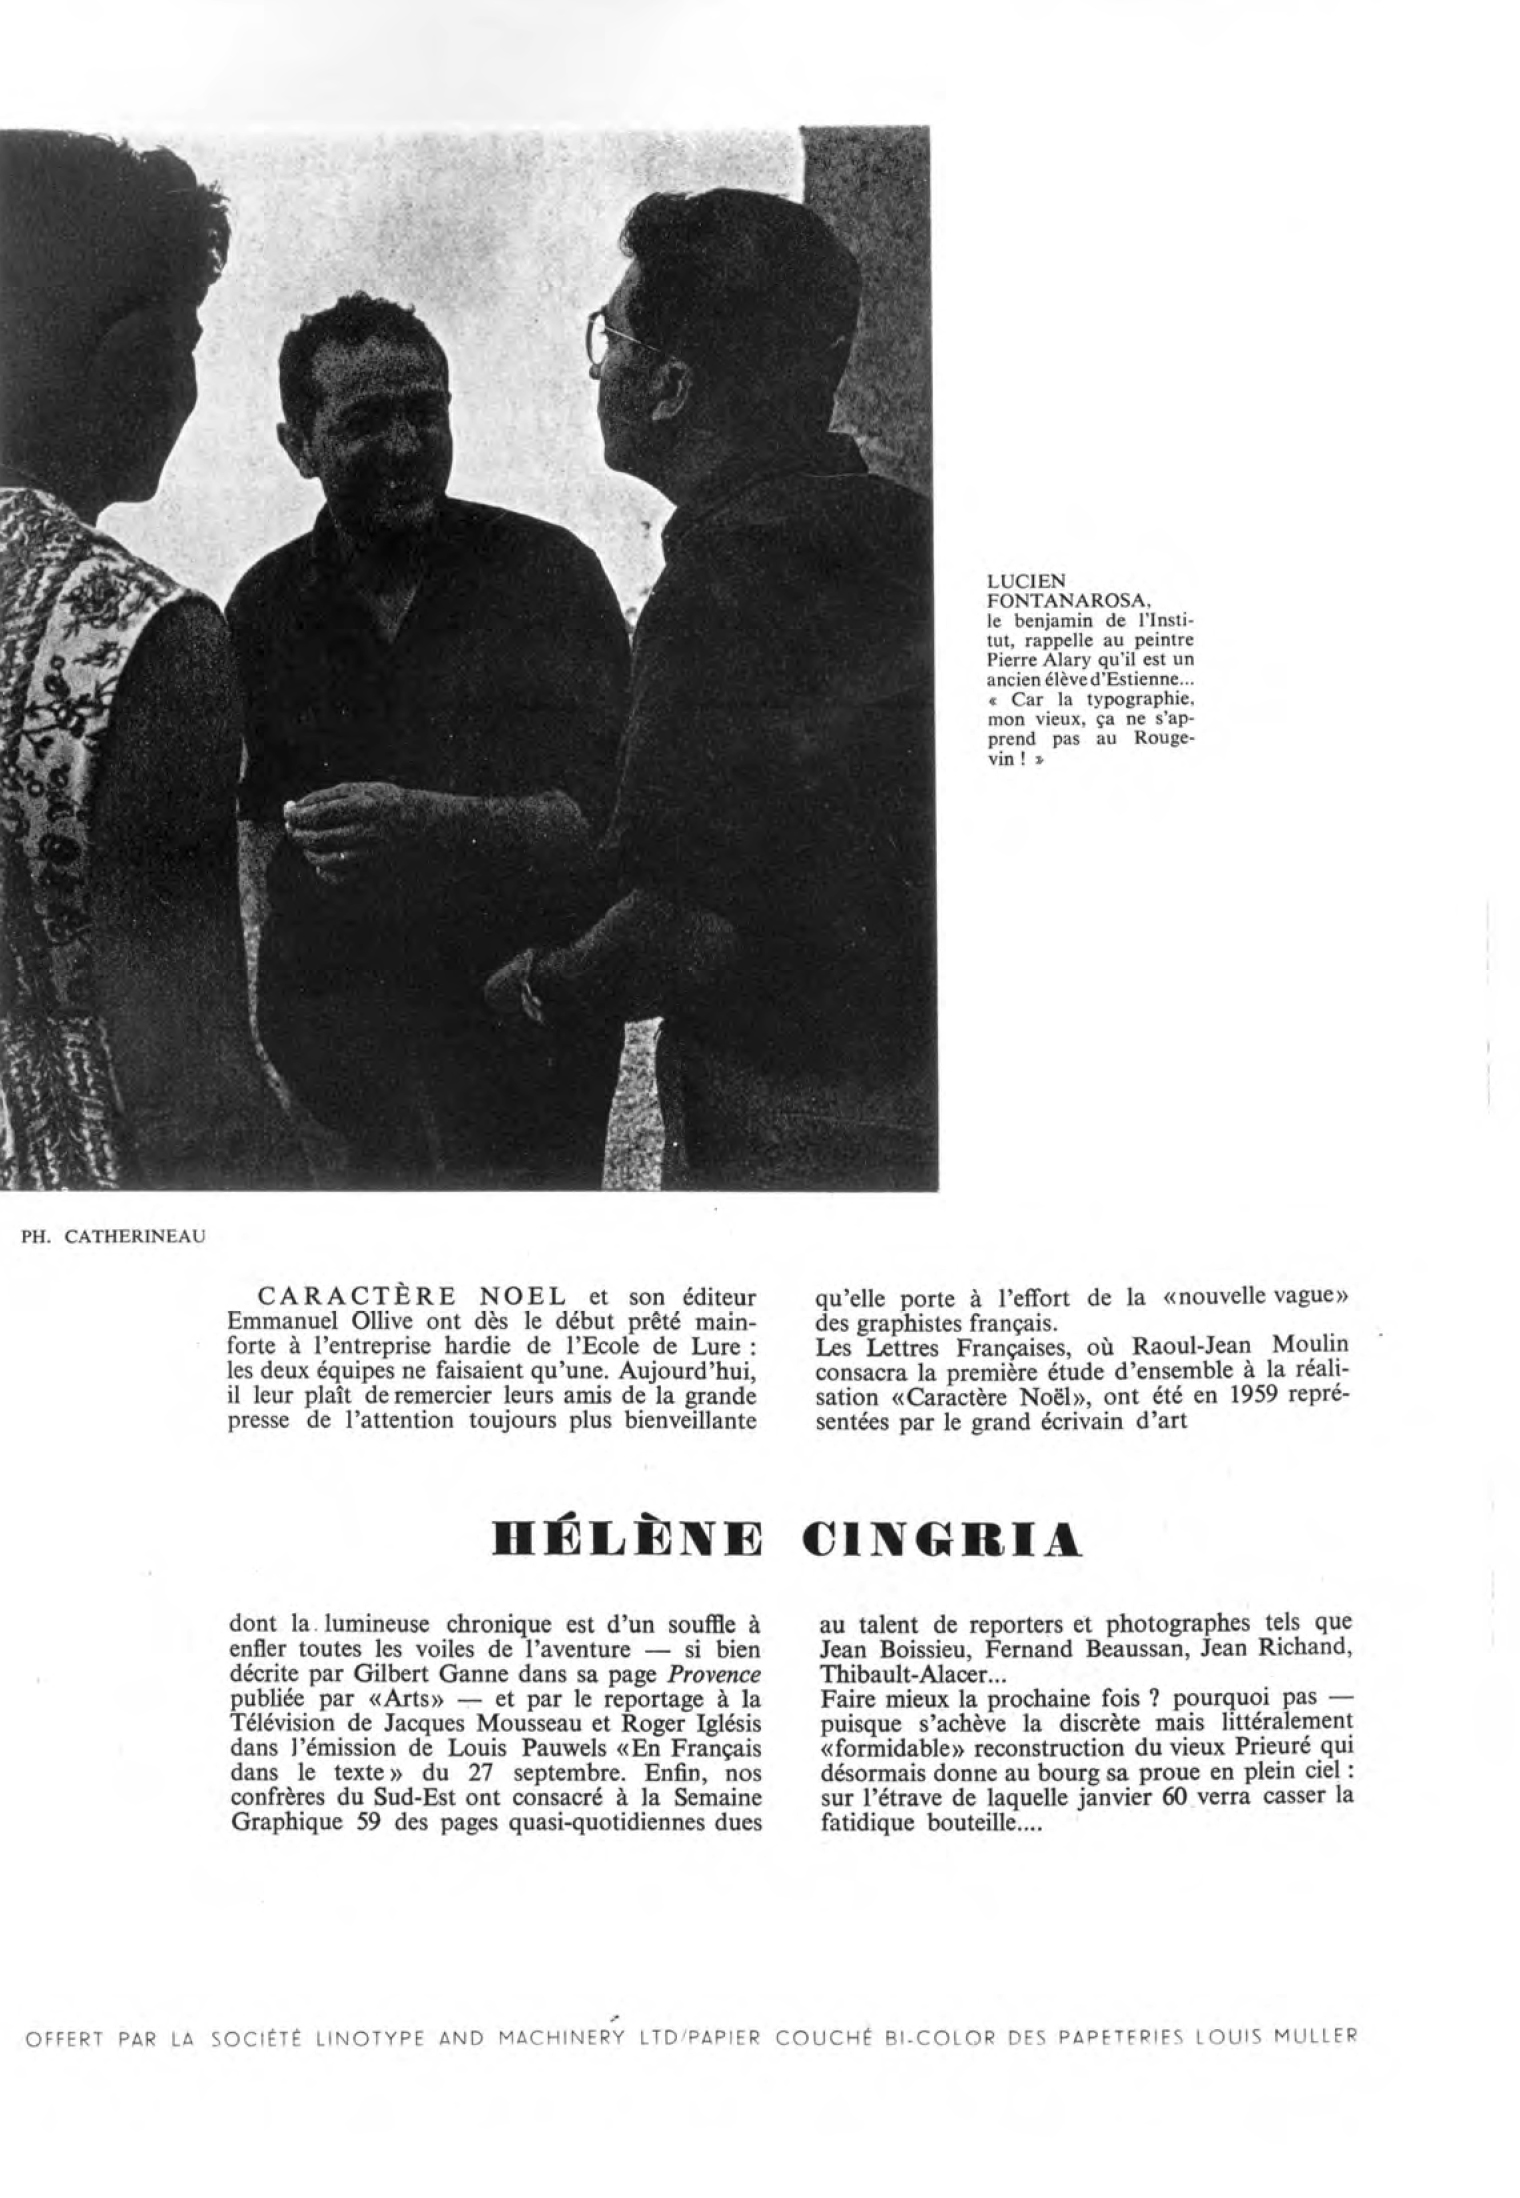 LUCIEN
FONTANAROSA,
le benjamin de l'Insti-
tut, rappelle au peintre
Pierre Alary qu'il est un
ancien élève d'Estienne...
« Car la typographie,
mon vieux, ça ne s'ap-
prend pas au Rouge-
vin ! »
PH. CATHERINEAU
CARACTÈRE NOEL et son éditeur
Emmanuel Ollive ont dès le début prêté main-
forte à l'entreprise hardie de l'Ecole de Lure :
les deux équipes ne faisaient qu'une. Aujourd'hui,
il leur plaît de remercier leurs amis de la grande
presse de l'attention toujours plus bienveillante
qu'elle porte à l'effort de la «nouvelle vague»
des graphistes français.
Les Lettres Françaises, où Raoul-Jean Moulin
consacra la première étude d'ensemble à la réali-
sation «Caractère Noël», ont été en 1959 repré-
sentées par le grand écrivain d'art
HÉLÈNE CINGRIA
dont la lumineuse chronique est d'un souffle à
enfler toutes les voiles de l'aventure — si bien
décrite par Gilbert Ganne dans sa page Provence
publiée par «Arts» — et par le reportage à la
Télévision de Jacques Mousseau et Roger Iglésis
dans l'émission de Louis Pauwels «En Français
dans le texte» du 27 septembre. Enfin, nos
confrères du Sud-Est ont consacré à la Semaine
Graphique 59 des pages quasi-quotidiennes dues
au talent de reporters et photographes tels que
Jean Boissieu, Fernand Beaussan, Jean Richand,
Thibault-Alacer...
Faire mieux la prochaine fois ? pourquoi pas —
puisque s'achève la discrète mais littéralement
«formidable» reconstruction du vieux Prieuré qui
désormais donne au bourg sa proue en plein ciel :
sur l'étrave de laquelle janvier 60 verra casser la
fatidique bouteille....
OFFERT PAR LA SOCIÉTÉ LINOTYPE AND MACHINERY LTD/PAPIER COUCHÉ BI-COLOR DES PAPETERIES LOUIS MULLER